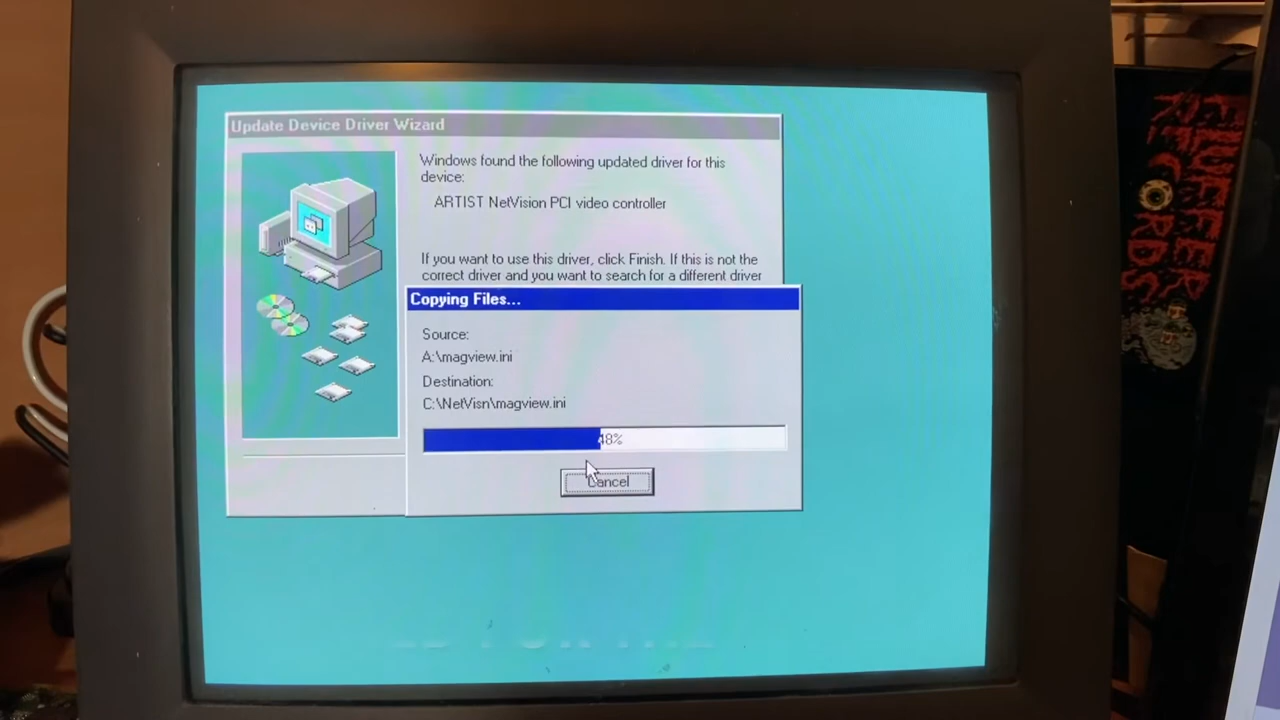 Update Device Driver Wizard
Windows found the following updated driver for this
device:
ARTIST NetVision PCI video controller
If you want to use this driver, click Finish. If this is not the
correct driver and you want to search for a different driver
Copying Files...
Source:
A:\magview.ini
Destination:
C:\NetVisn\magview.ini
48%
Cancel